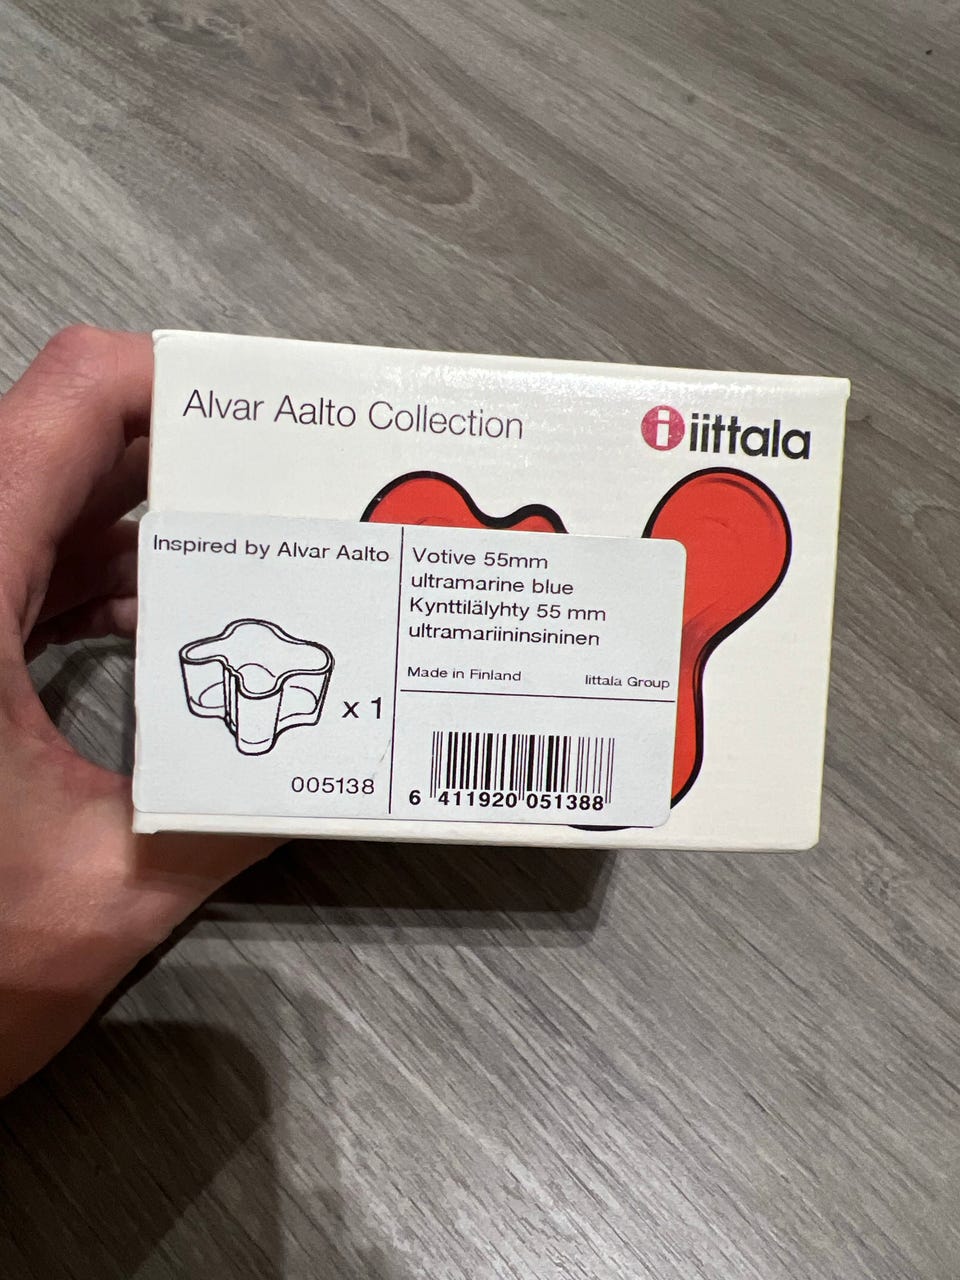 Alvar Aalto Collection
iittala
Inspired by Alvar Aalto
x 1
005138
Votive 55mm
ultramarine blue
Kynttilälyhty 55 mm
ultramariininsininen
Made in Finland
Iittala Group
6 411920 051388